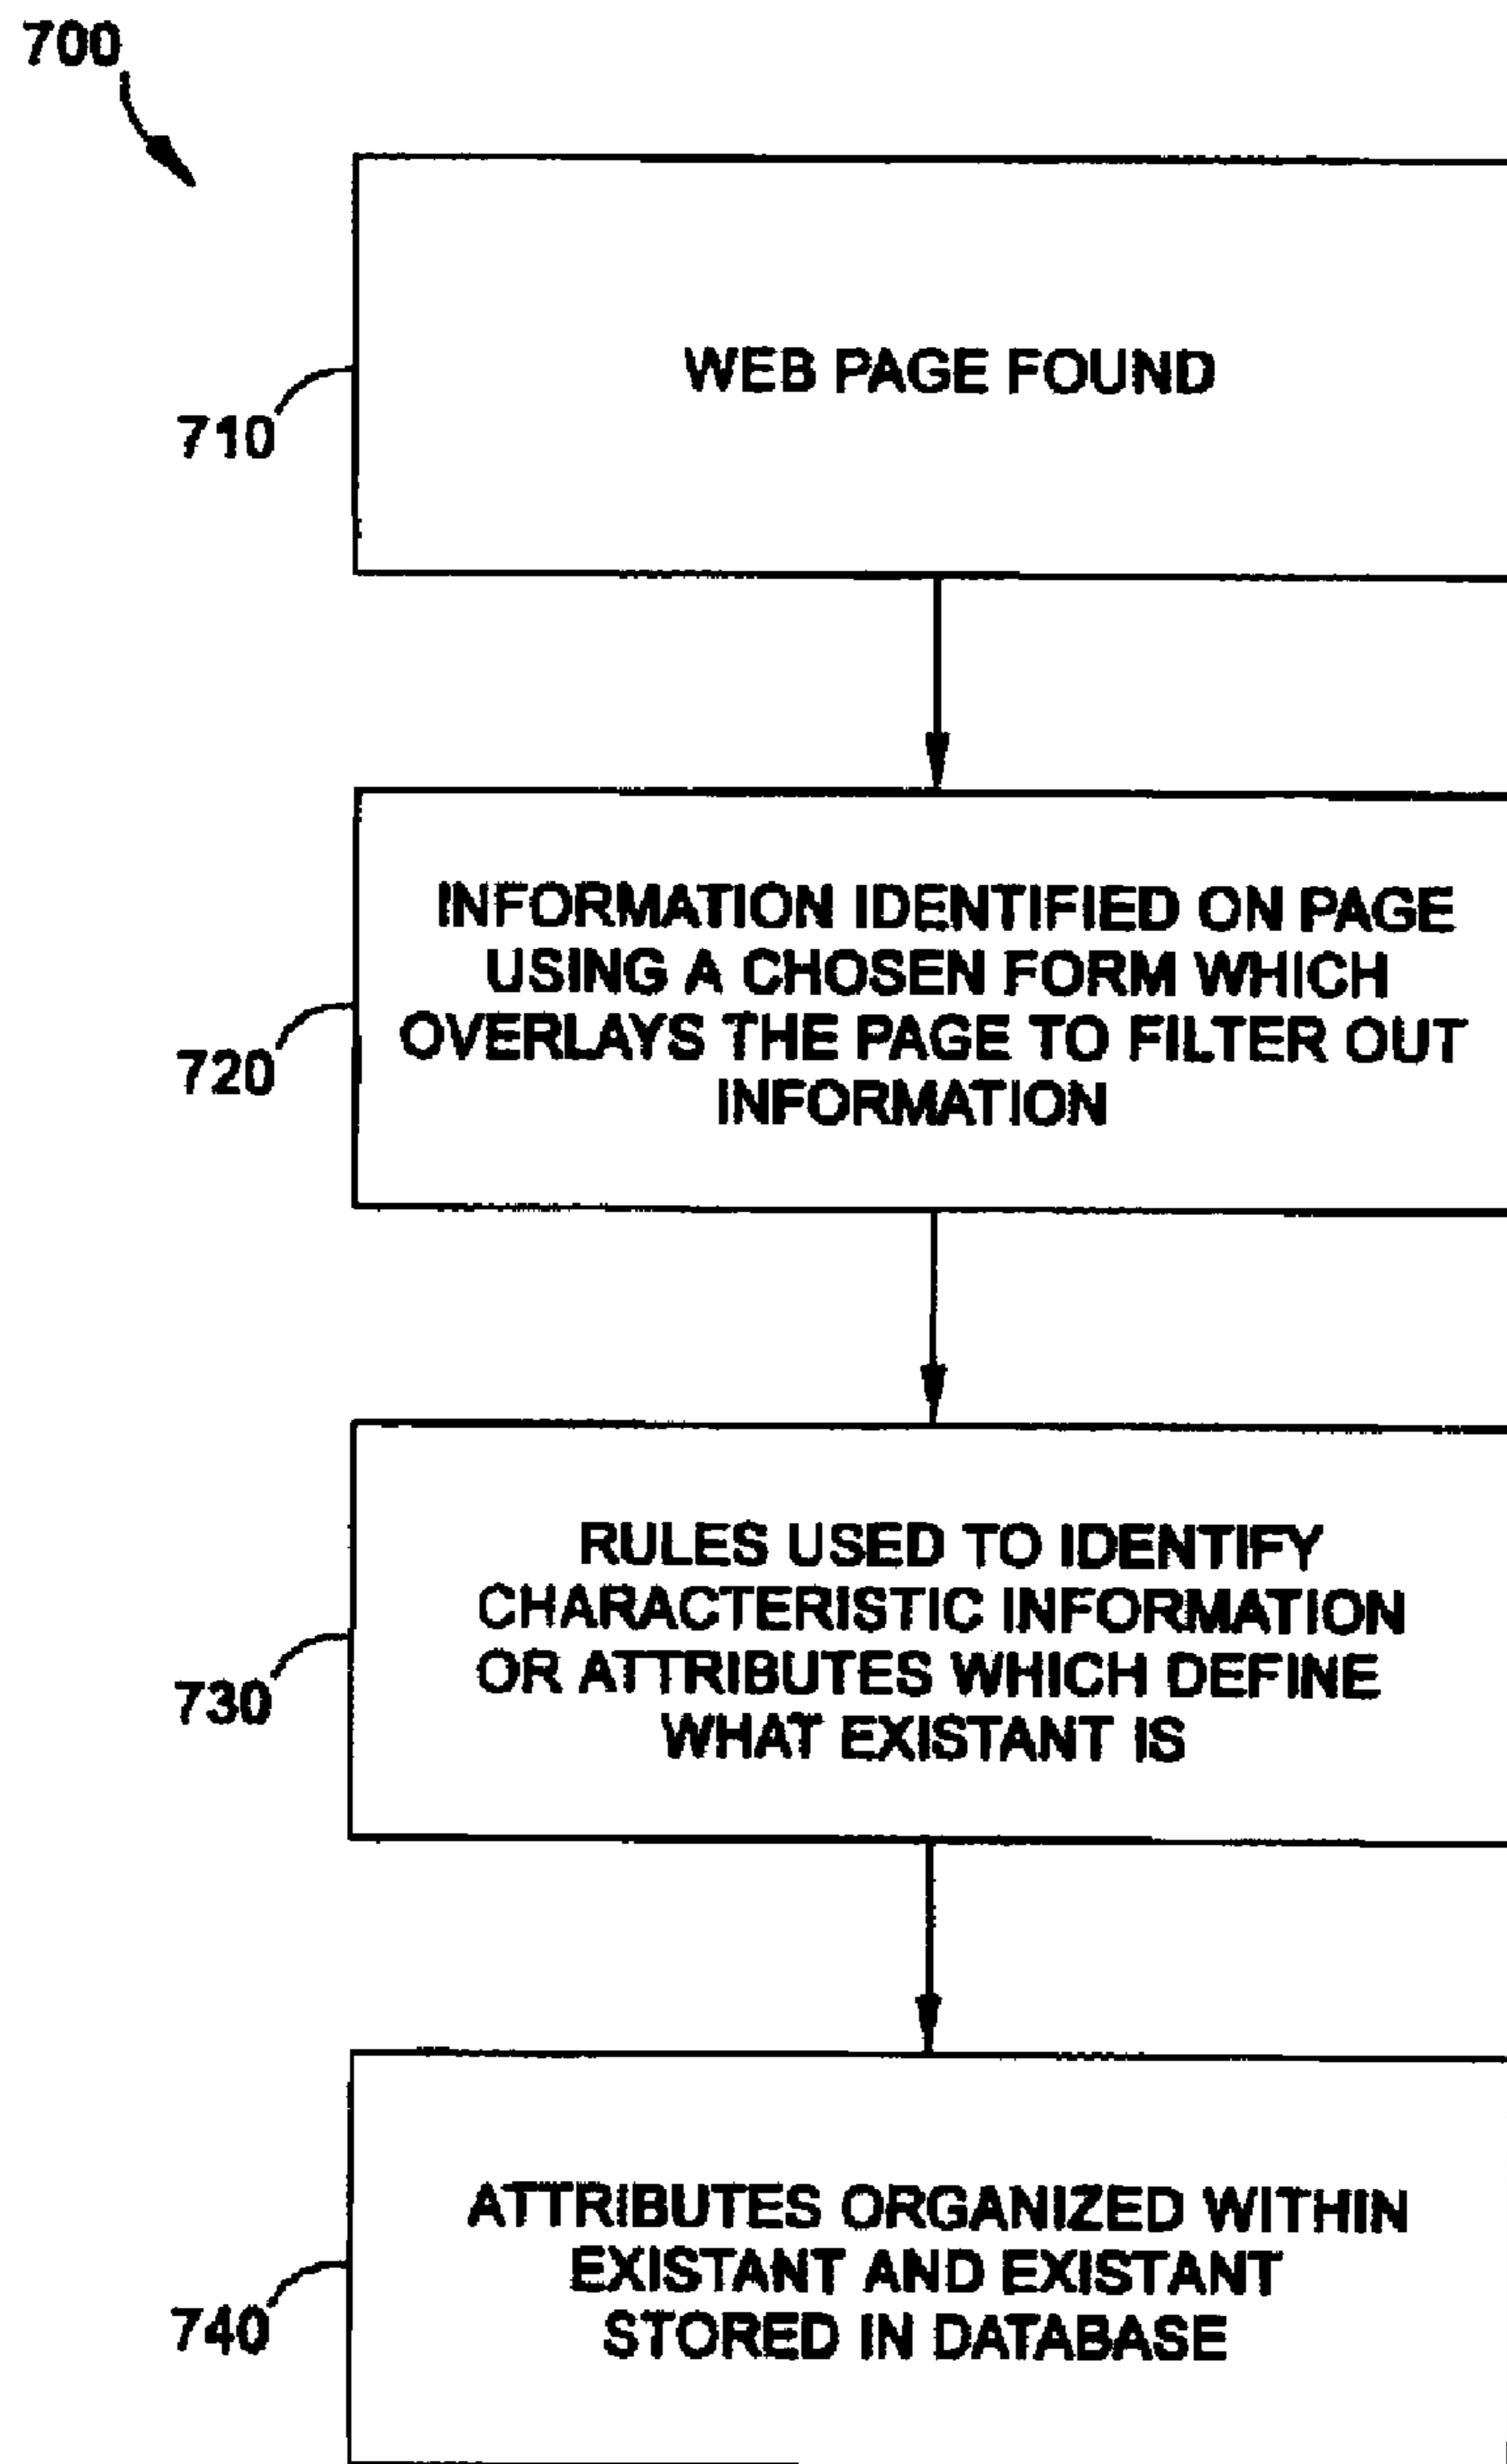 700
WEB PAGE FOUND
710
INFORMATION IDENTIFIED ON PAGE
USING A CHOSEN FORM WHICH
OVERLAYS THE PAGE TO FILTER OUT
INFORMATION
720
RULES USED TO IDENTIFY
CHARACTERISTIC INFORMATION
OR ATTRIBUTES WHICH DEFINE
WHAT EXISTANT IS
730
ATTRIBUTES ORGANIZED WITHIN
EXISTANT AND EXISTANT
STORED IN DATABASE
740